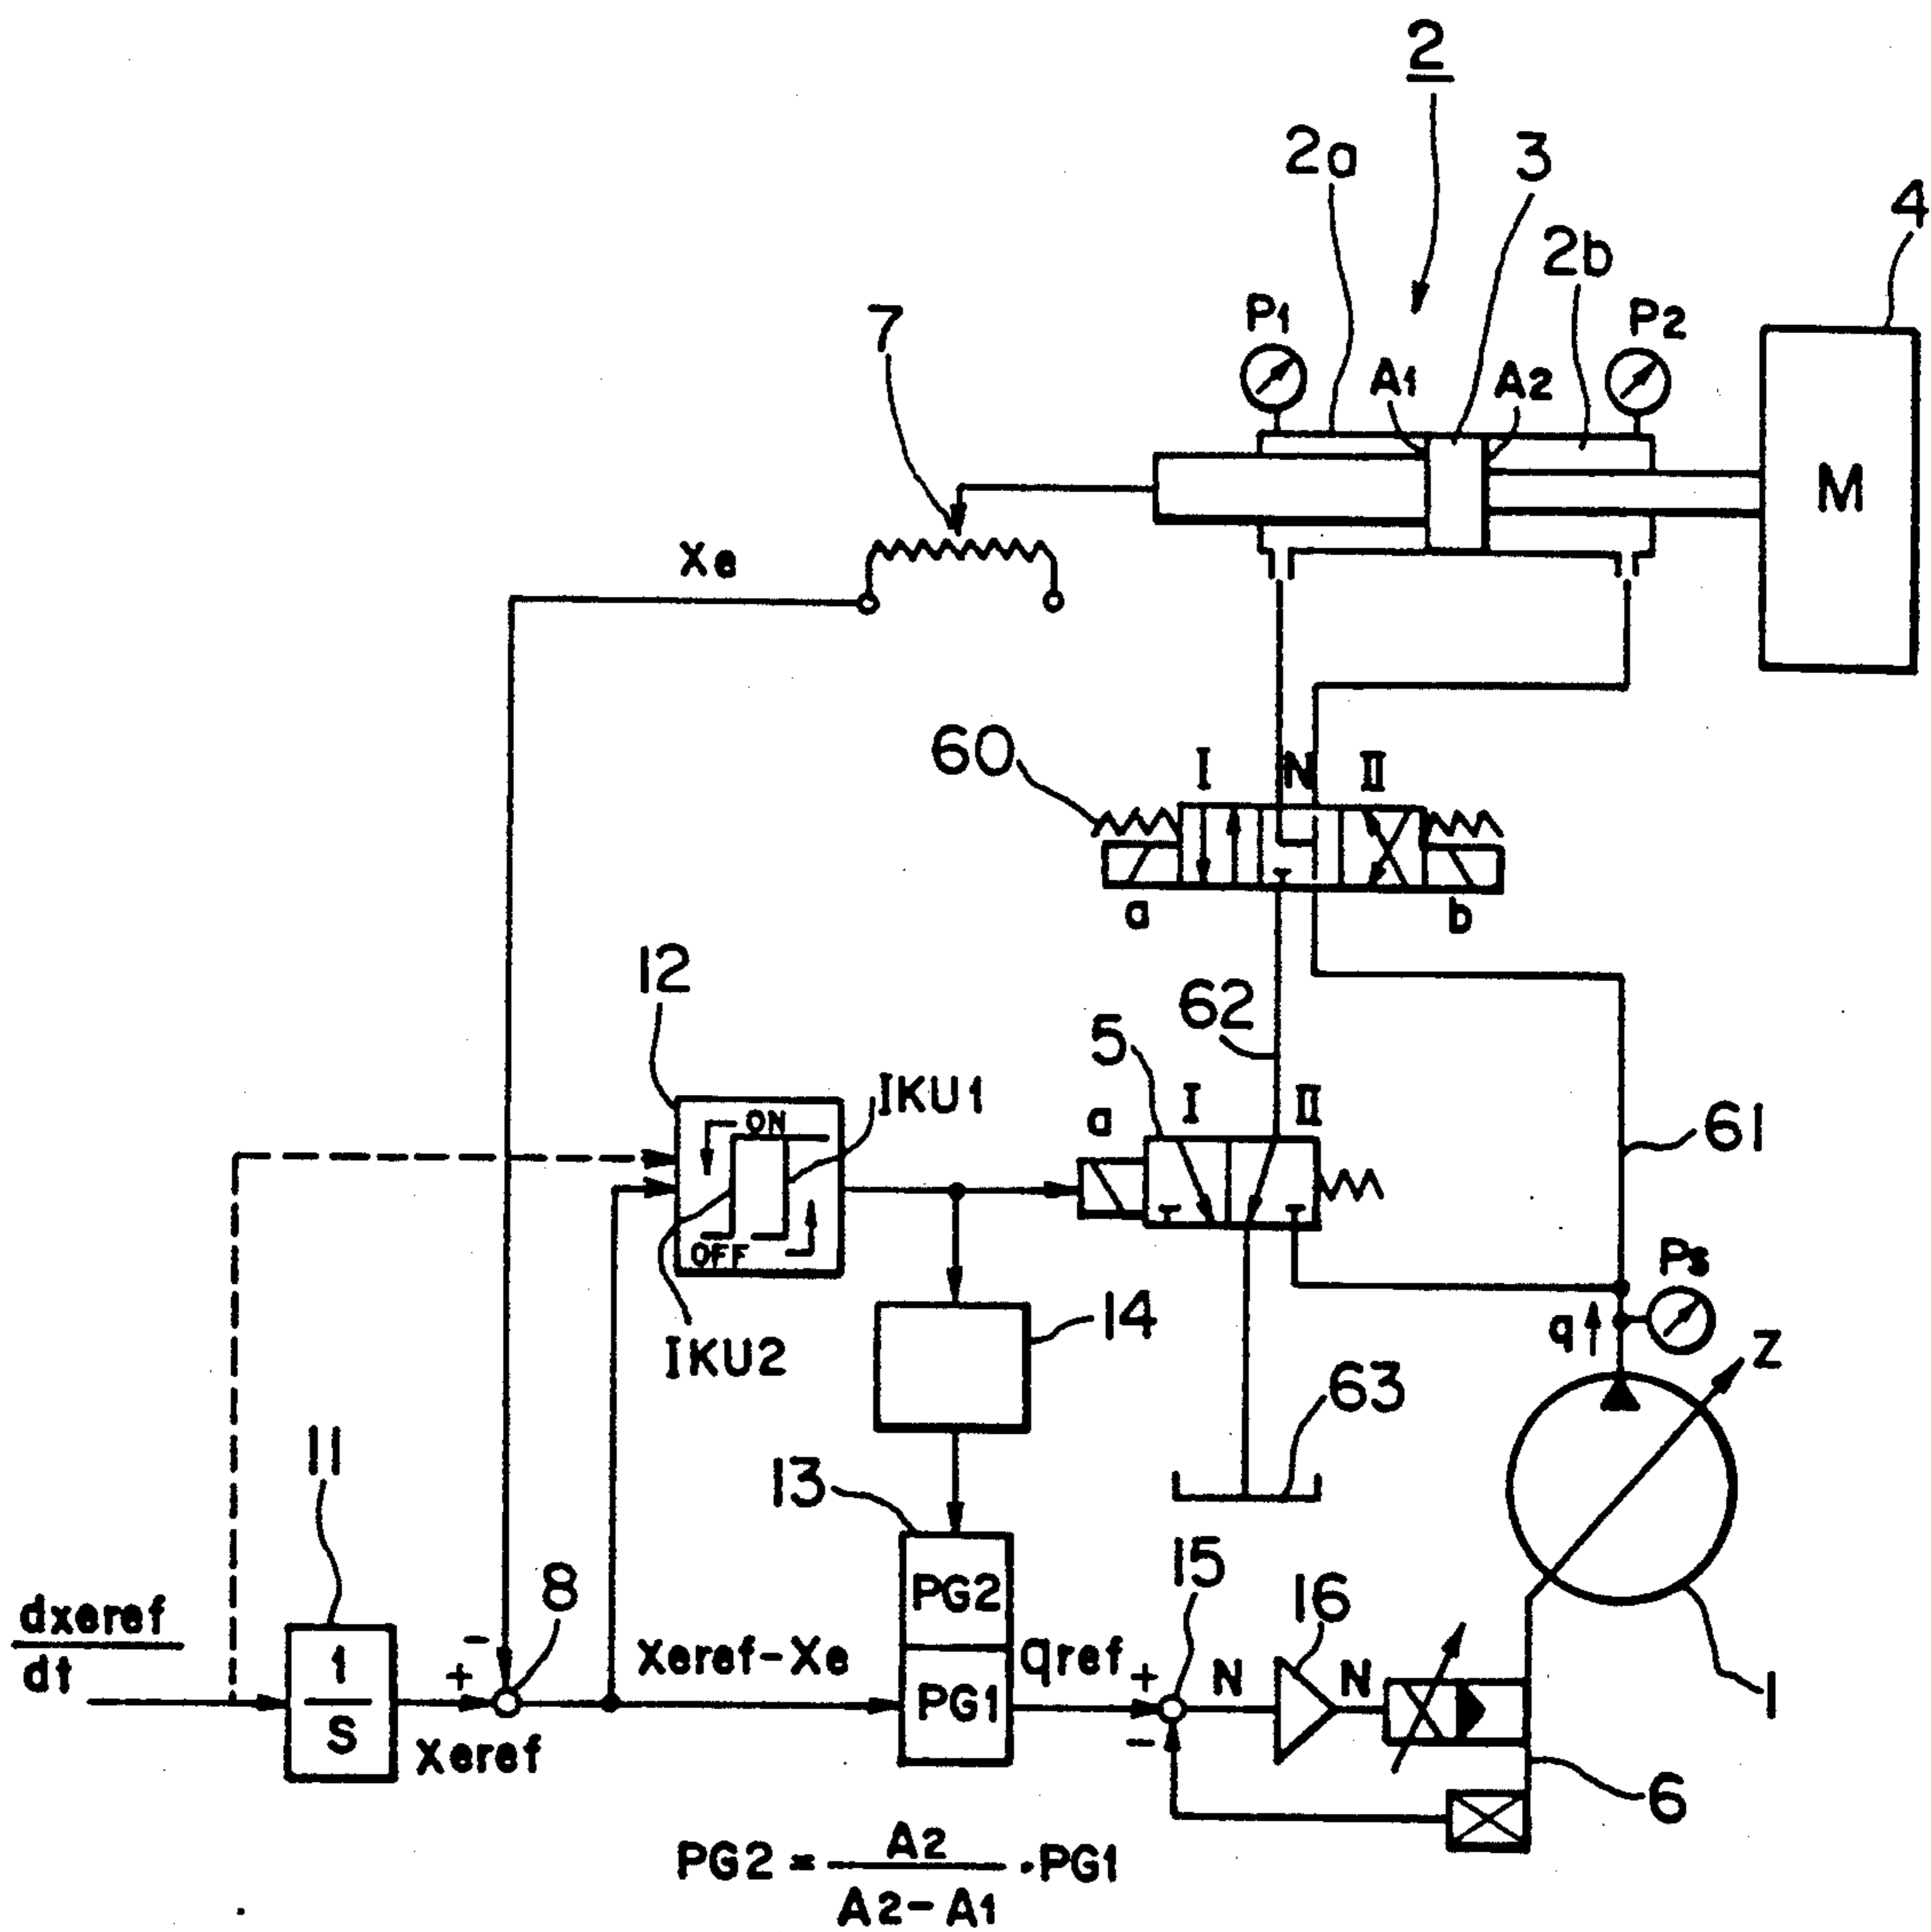 2
2a
3
4
2b
P1
P2
7
A1
A2
M
Xe
60
I
N
II
a
b
12
62
5
I
II
IKU1
a
ON
61
OFF
Ps
14
q
Z
IKU2
63
11
13
15
8
16
PG2
dxeref
dt
1
S
-
+
Xeref-Xe
qref
+
N
N
PG1
-
1
Xeref
6
PG2 = A2 / A2-A1 · PG1